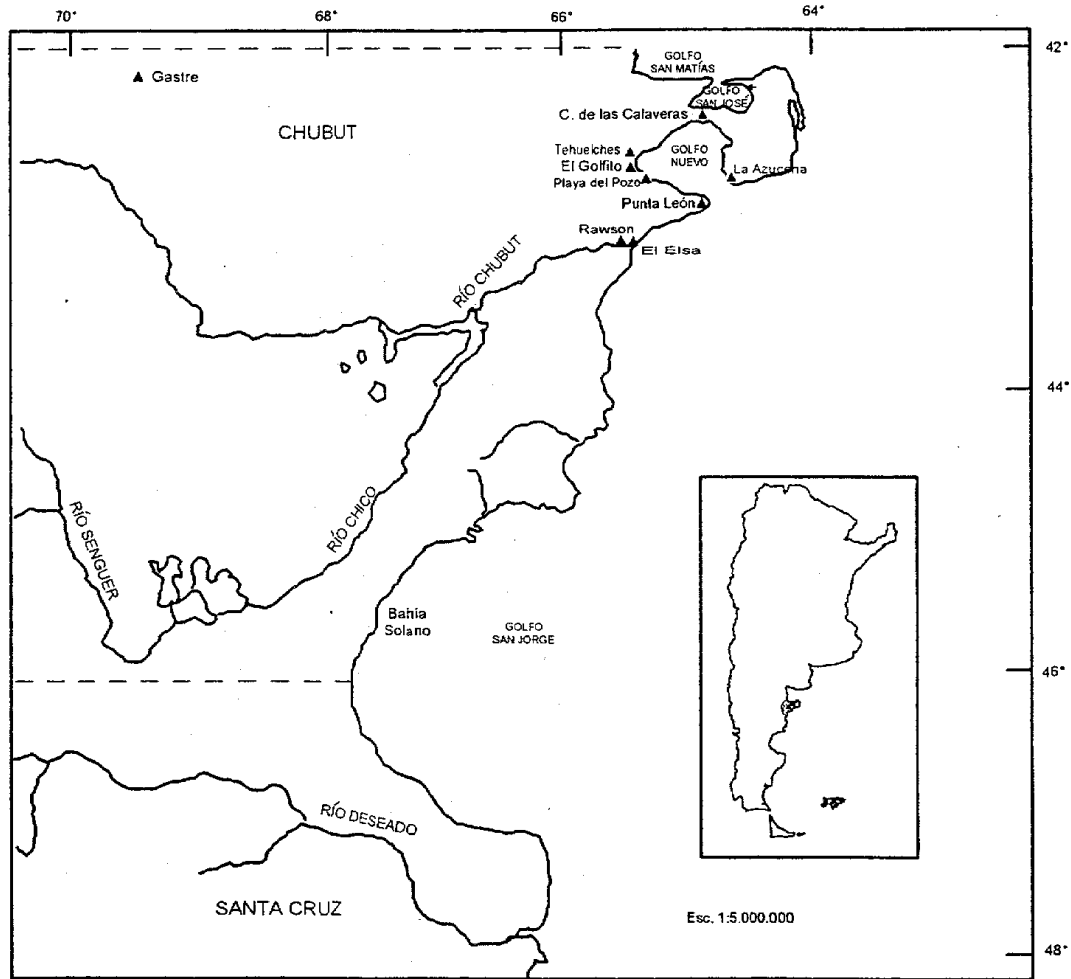 70°
68°
66°
64°
42°
GOLFO
SAN MATÍAS
Gastre
GOLFO
SAN JOSÉ
C. de las Calaveras
CHUBUT
Tehuelches
GOLFO
NUEVO
El Golfito
La Azucena
Playa del Pozo
Punta León
Rawson
El Elsa
RÍO CHUBUT
44°
RÍO CHICO
RÍO SENGUER
Bahía
Solano
GOLFO
SAN JORGE
46°
RÍO DESEADO
SANTA CRUZ
Esc. 1:5.000.000
48°